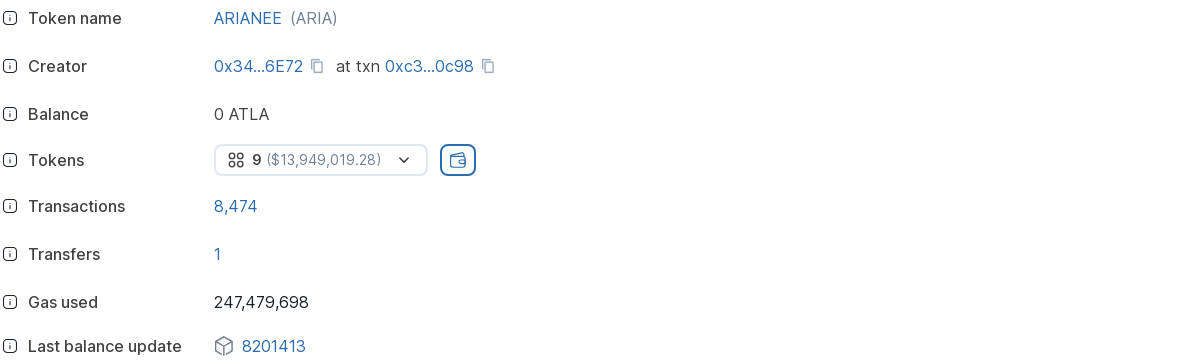 Token name ARIANEE (ARIA)
Creator 0x34...6E72 at txn 0xc3...0c98
Balance 0 ATLA
Tokens 9 ($13,949,019.28)
Transactions 8,474
Transfers 1
Gas used 247,479,698
Last balance update 8201413